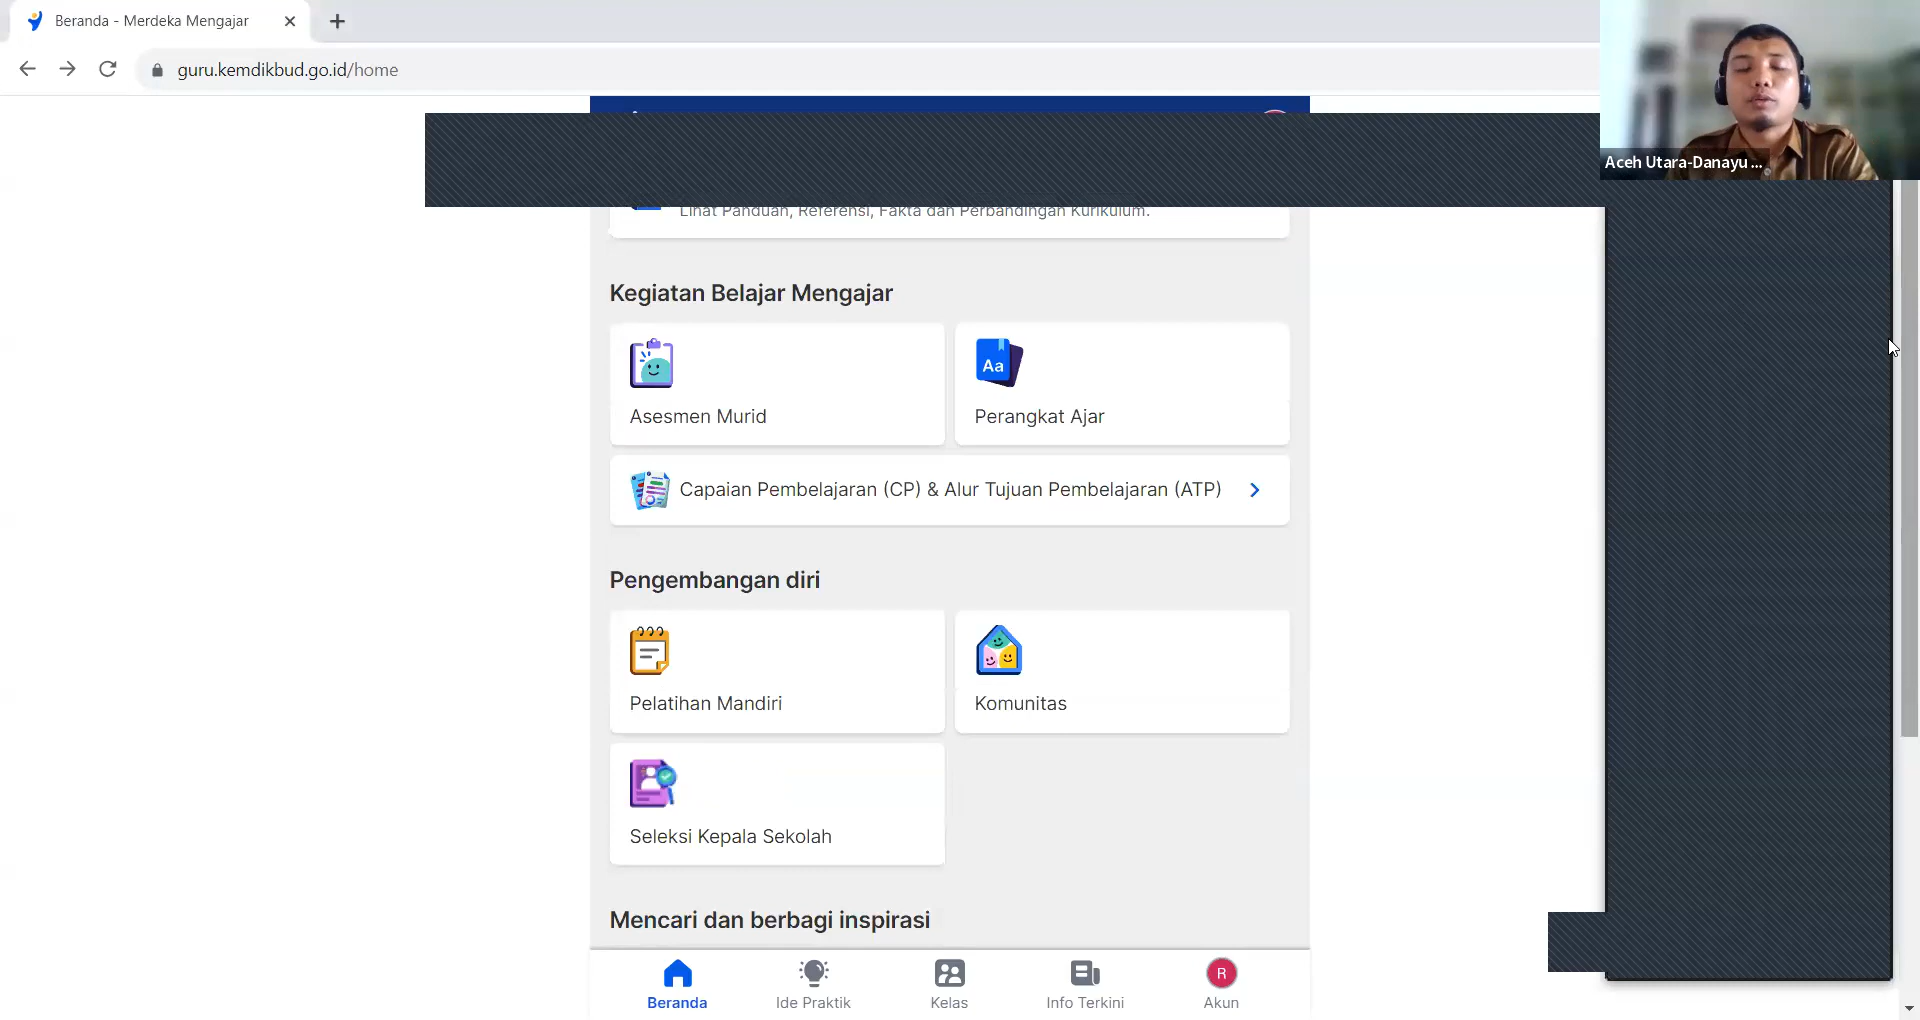 Beranda - Merdeka Mengajar
guru.kemdikbud.go.id/home
Aceh Utara-Danayu ...
Lihat Panduan, Referensi, Fakta dan Perbandingan Kurikulum.
Kegiatan Belajar Mengajar
Aa
Asesmen Murid
Perangkat Ajar
Capaian Pembelajaran (CP) & Alur Tujuan Pembelajaran (ATP)
Pengembangan diri
Pelatihan Mandiri
Komunitas
Seleksi Kepala Sekolah
Mencari dan berbagi inspirasi
R
Beranda
Ide Praktik
Kelas
Info Terkini
Akun